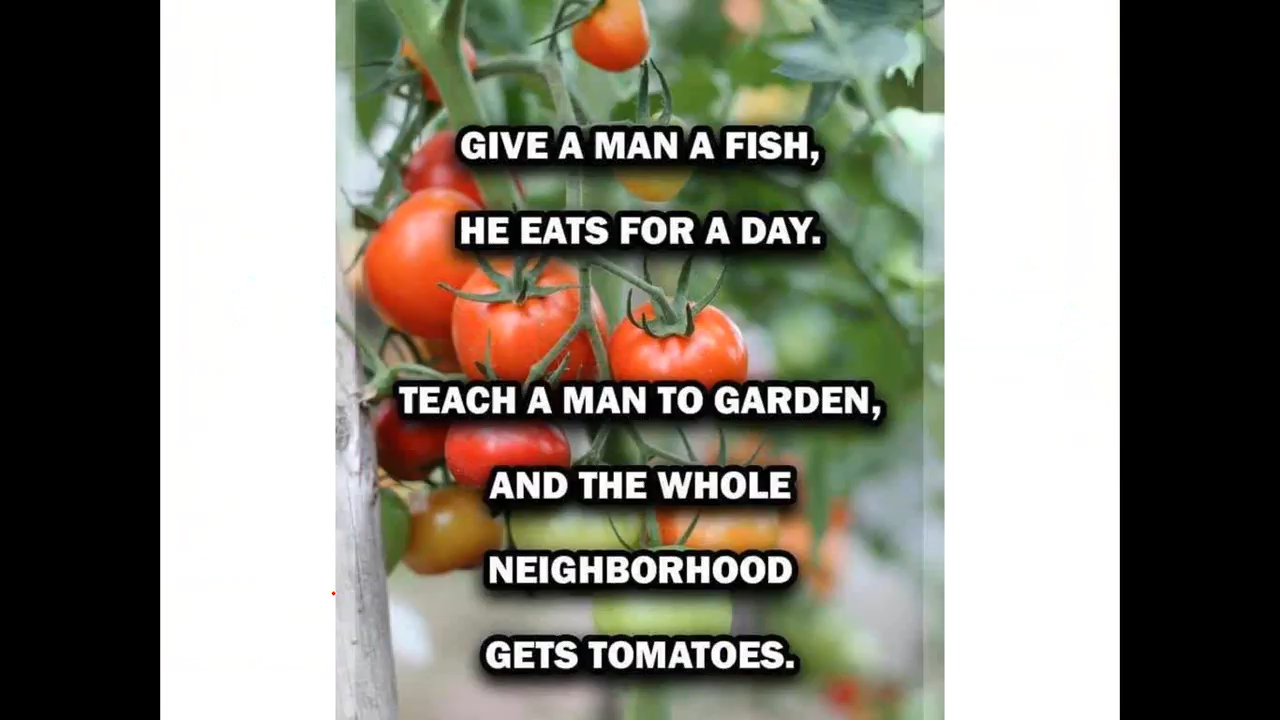 GIVE A MAN A FISH,
HE EATS FOR A DAY.
TEACH A MAN TO GARDEN,
AND THE WHOLE
NEIGHBORHOOD
GETS TOMATOES.